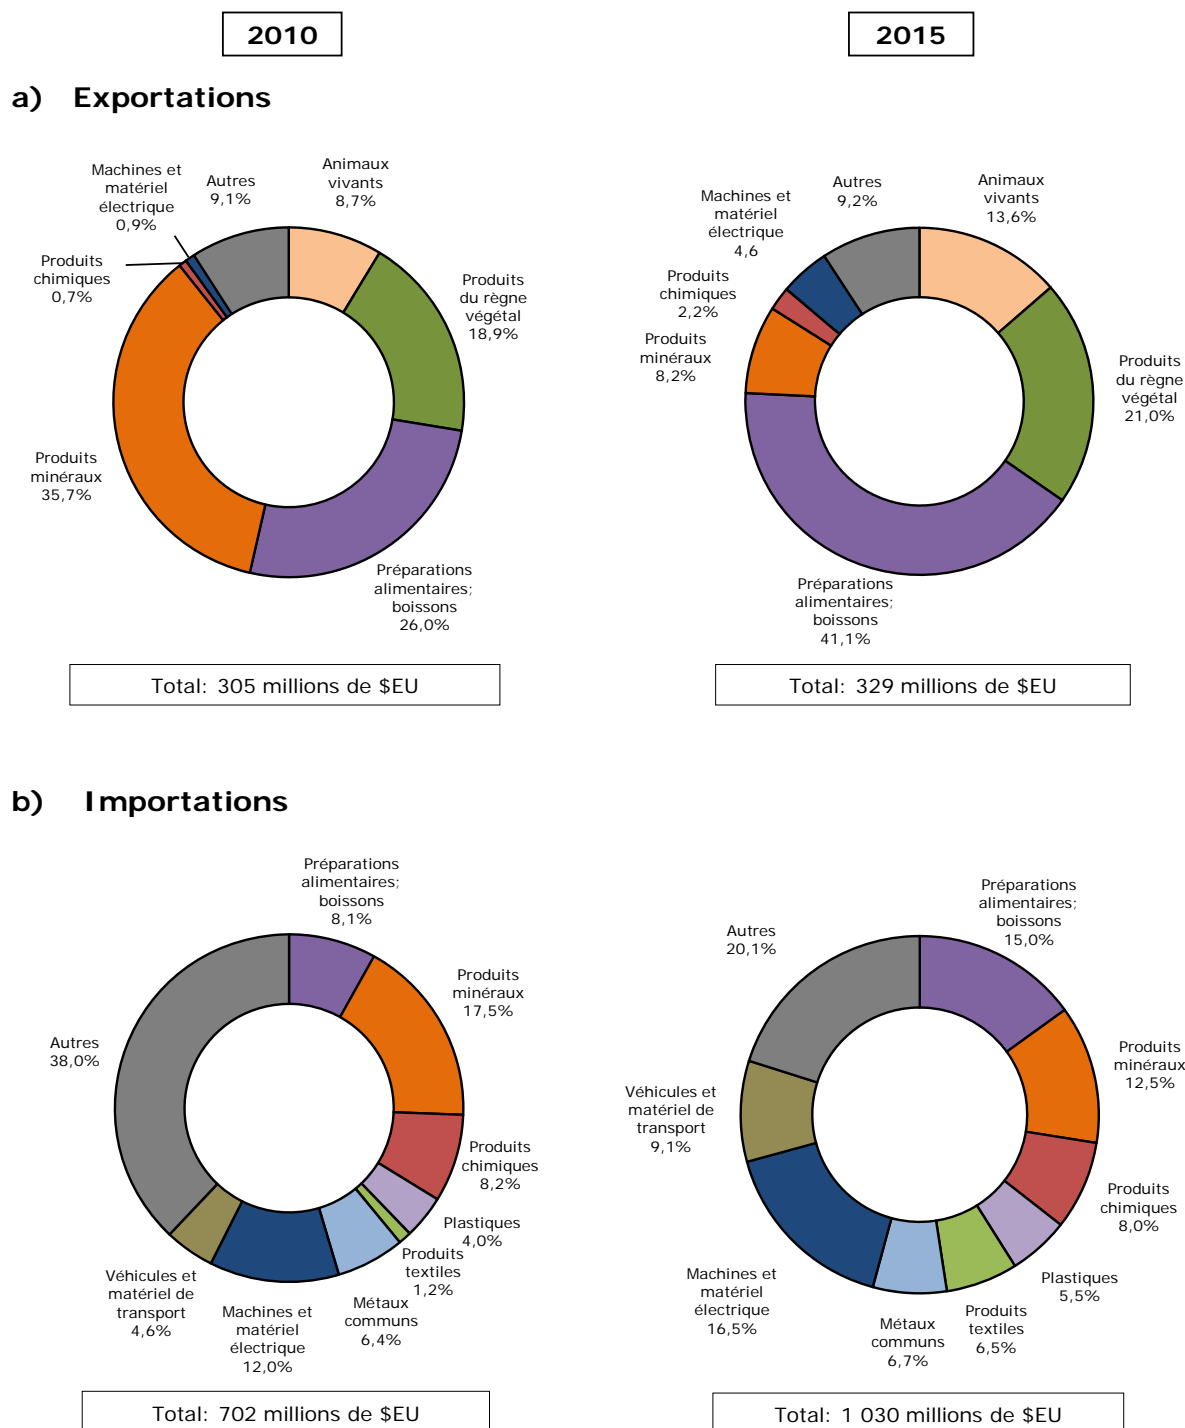 2010
2015
a) Exportations
Machines et
matériel
électrique
0,9%
Autres
9,1%
Animaux
vivants
8,7%
Produits
chimiques
0,7%
Produits
du règne
végétal
18,9%
Produits
minéraux
35,7%
Préparations
alimentaires;
boissons
26,0%
Total: 305 millions de $EU
Machines et
matériel
électrique
4,6
Autres
9,2%
Animaux
vivants
13,6%
Produits
chimiques
2,2%
Produits
minéraux
8,2%
Produits
du règne
végétal
21,0%
Préparations
alimentaires;
boissons
41,1%
Total: 329 millions de $EU
b) Importations
Préparations
alimentaires;
boissons
8,1%
Produits
minéraux
17,5%
Autres
38,0%
Produits
chimiques
8,2%
Plastiques
4,0%
Produits
textiles
1,2%
Métaux
communs
6,4%
Machines et
matériel
électrique
12,0%
Véhicules et
matériel de
transport
4,6%
Total: 702 millions de $EU
Préparations
alimentaires;
boissons
15,0%
Autres
20,1%
Produits
minéraux
12,5%
Véhicules et
matériel de
transport
9,1%
Produits
chimiques
8,0%
Plastiques
5,5%
Produits
textiles
6,5%
Métaux
communs
6,7%
Machines et
matériel
électrique
16,5%
Total: 1 030 millions de $EU